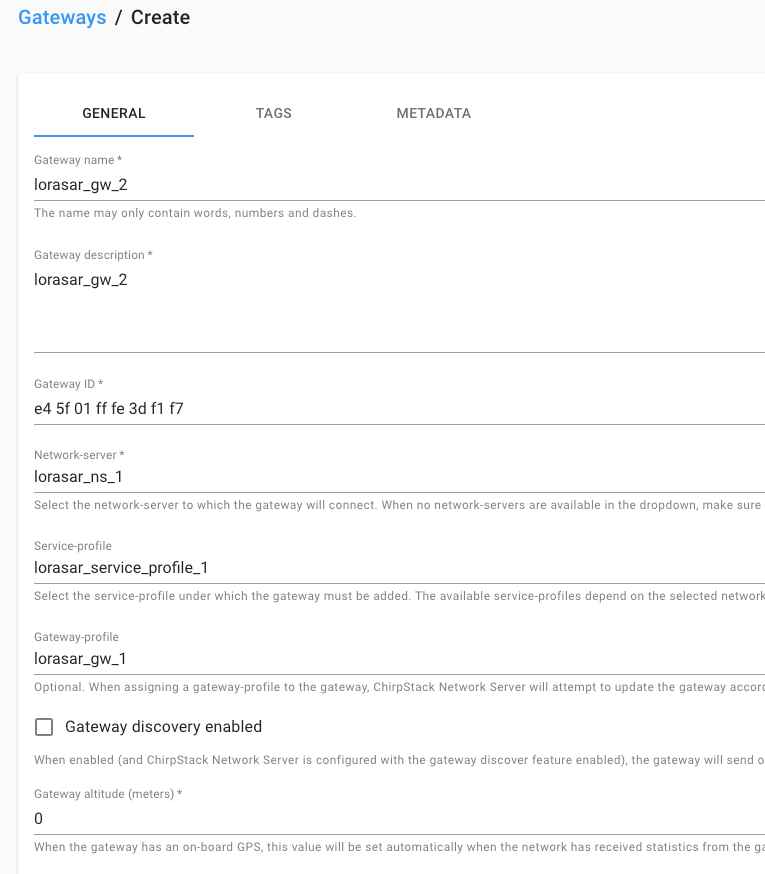 Gateways / Create
GENERAL TAGS METADATA
Gateway name *
lorasar_gw_2
The name may only contain words, numbers and dashes.
Gateway description *
lorasar_gw_2
Gateway ID *
e4 5f 01 ff fe 3d f1 f7
Network-server *
lorasar_ns_1
Select the network-server to which the gateway will connect. When no network-servers are available in the dropdown, make sure
Service-profile
lorasar_service_profile_1
Select the service-profile under which the gateway must be added. The available service-profiles depend on the selected network
Gateway-profile
lorasar_gw_1
Optional. When assigning a gateway-profile to the gateway, ChirpStack Network Server will attempt to update the gateway accor
Gateway discovery enabled
When enabled (and ChirpStack Network Server is configured with the gateway discover feature enabled), the gateway will send o
Gateway altitude (meters) *
0
When the gateway has an on-board GPS, this value will be set automatically when the network has received statistics from the ga